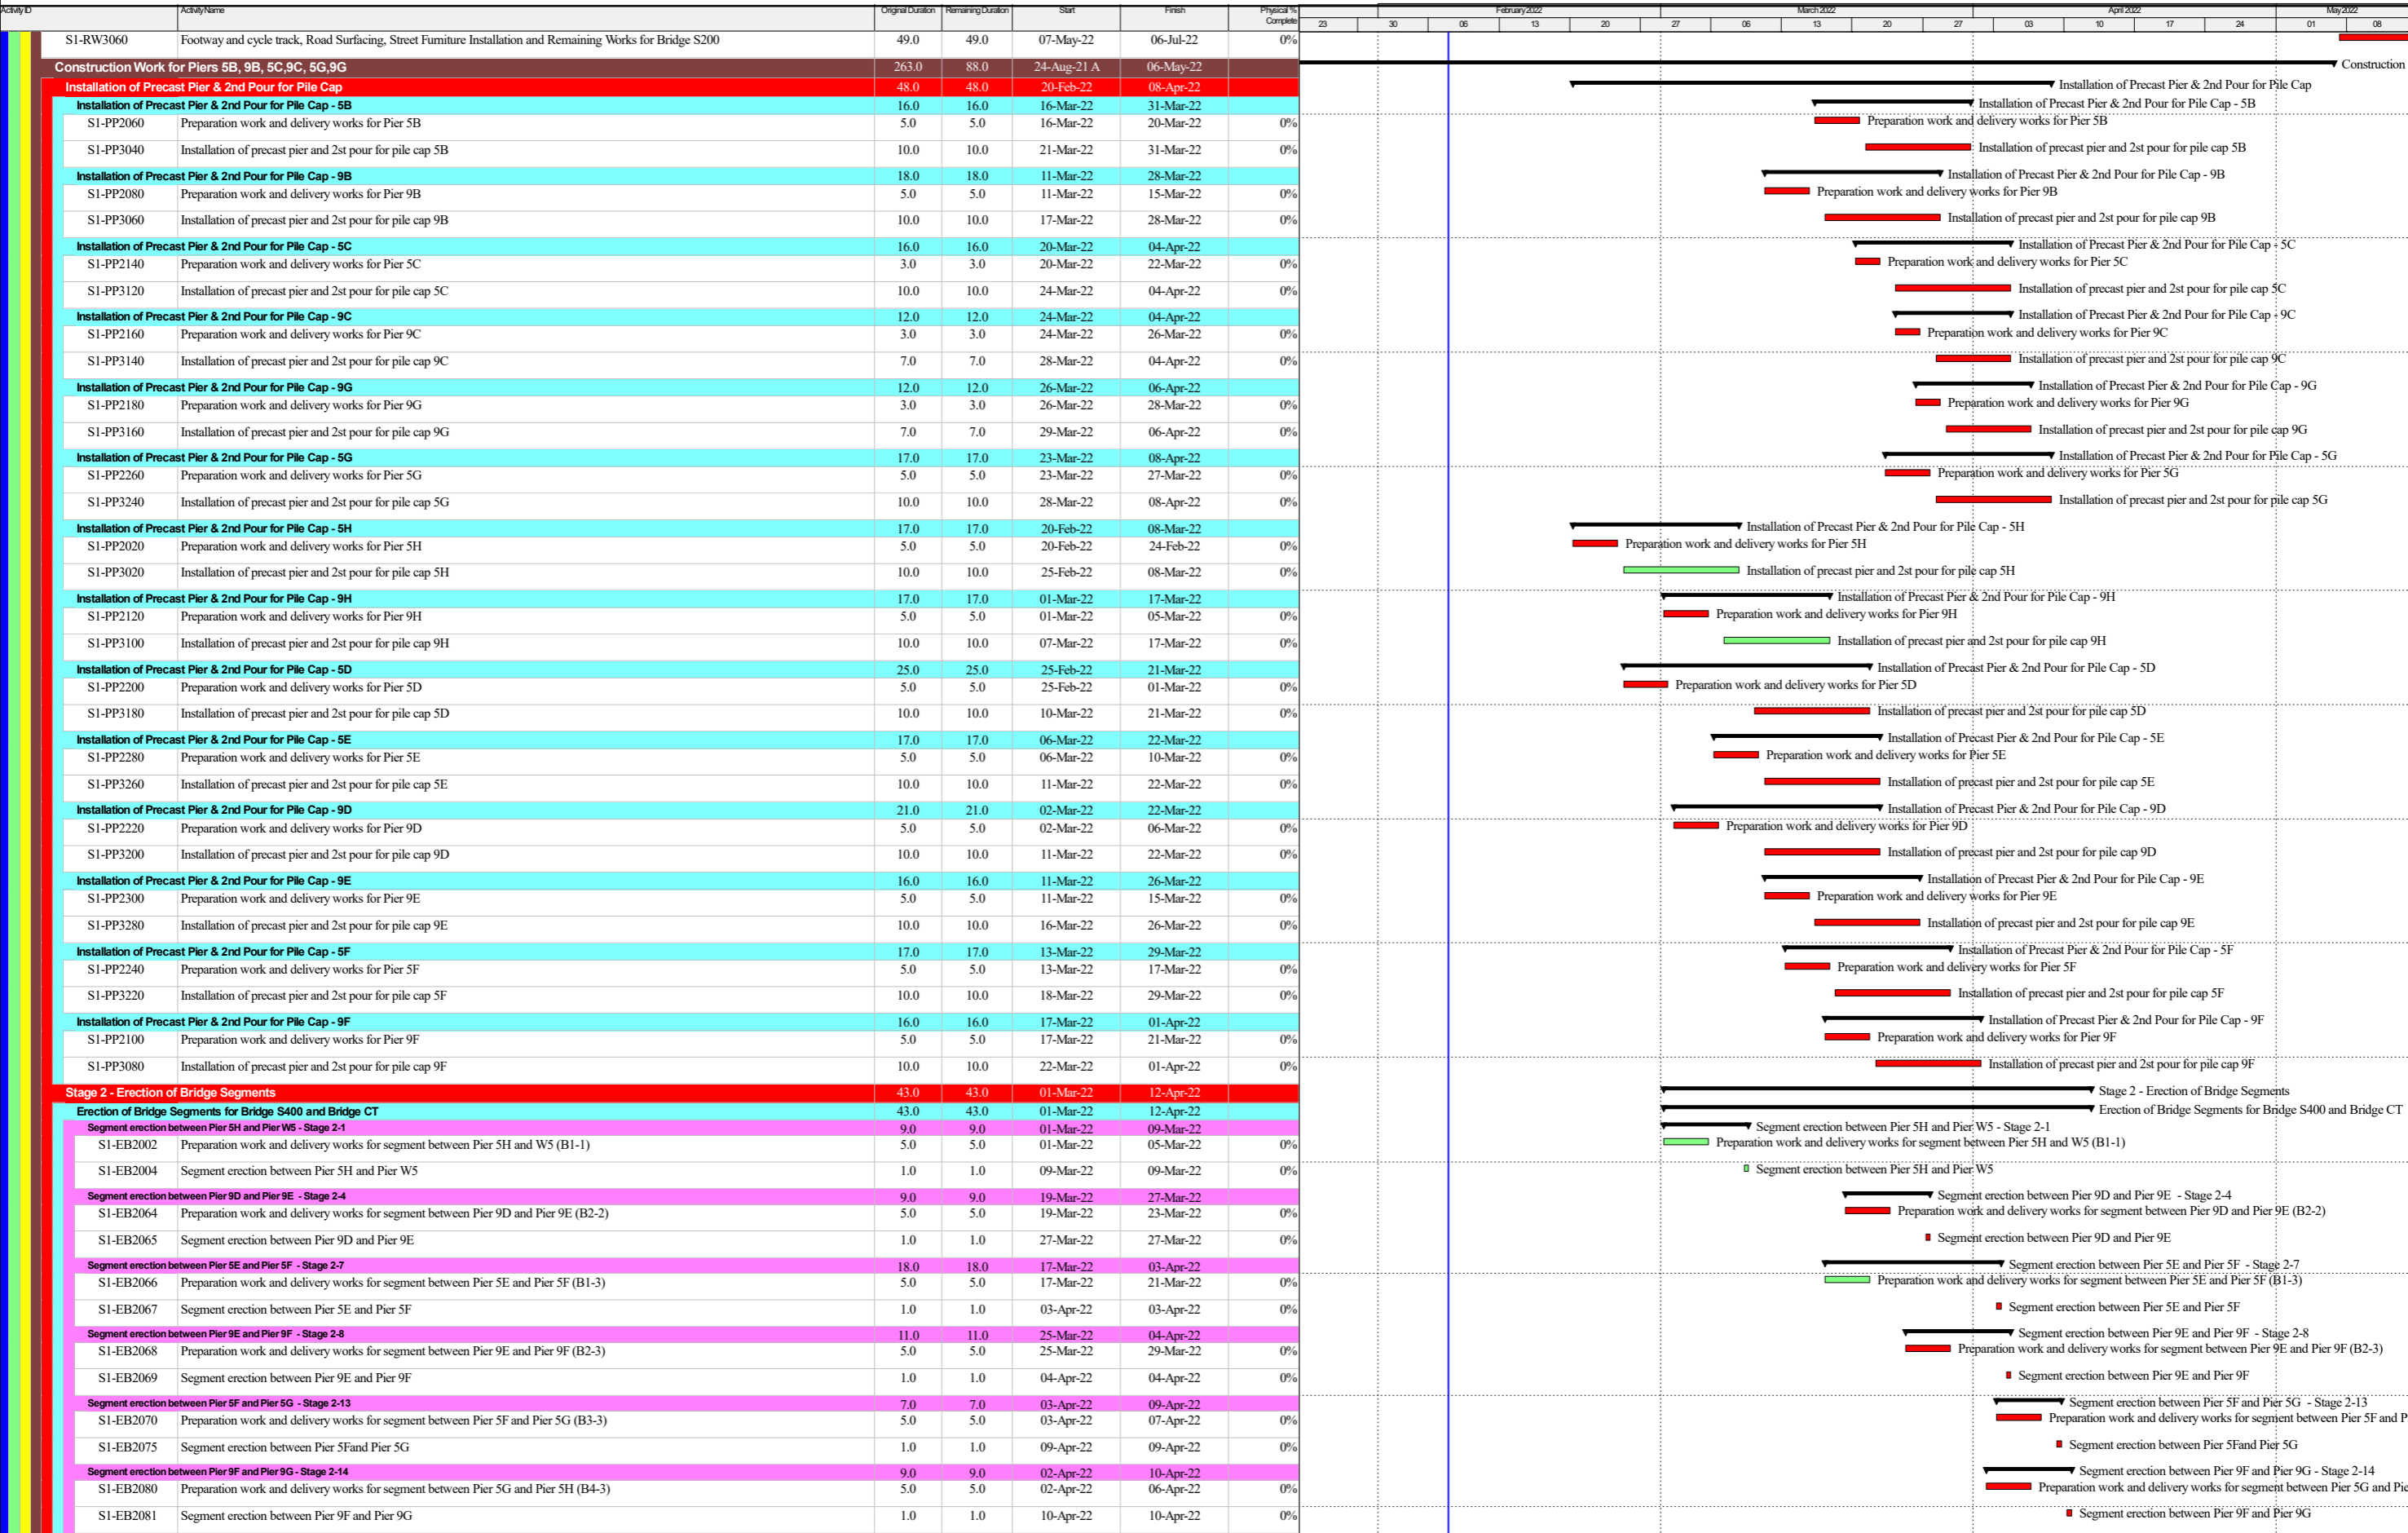 Activity ID Activity Name Original Duration Remaining Duration Start Finish Physical % Complete February 2022 March 2022 April 2022 May 2022
23 30 06 13 20 27 06 13 20 27 03 10 17 24 01 08
S1-RW3060 Footway and cycle track, Road Surfacing, Street Furniture Installation and Remaining Works for Bridge S200 49.0 49.0 07-May-22 06-Jul-22 0%
Construction Work for Piers 5B, 9B, 5C,9C, 5G,9G 263.0 88.0 24-Aug-21 A 06-May-22 Construction
Installation of Precast Pier & 2nd Pour for Pile Cap 48.0 48.0 20-Feb-22 08-Apr-22 Installation of Precast Pier & 2nd Pour for Pile Cap
Installation of Precast Pier & 2nd Pour for Pile Cap - 5B 16.0 16.0 16-Mar-22 31-Mar-22 Installation of Precast Pier & 2nd Pour for Pile Cap - 5B
S1-PP2060 Preparation work and delivery works for Pier 5B 5.0 5.0 16-Mar-22 20-Mar-22 0% Preparation work and delivery works for Pier 5B
S1-PP3040 Installation of precast pier and 2st pour for pile cap 5B 10.0 10.0 21-Mar-22 31-Mar-22 0% Installation of precast pier and 2st pour for pile cap 5B
Installation of Precast Pier & 2nd Pour for Pile Cap - 9B 18.0 18.0 11-Mar-22 28-Mar-22 Installation of Precast Pier & 2nd Pour for Pile Cap - 9B
S1-PP2080 Preparation work and delivery works for Pier 9B 5.0 5.0 11-Mar-22 15-Mar-22 0% Preparation work and delivery works for Pier 9B
S1-PP3060 Installation of precast pier and 2st pour for pile cap 9B 10.0 10.0 17-Mar-22 28-Mar-22 0% Installation of precast pier and 2st pour for pile cap 9B
Installation of Precast Pier & 2nd Pour for Pile Cap - 5C 16.0 16.0 20-Mar-22 04-Apr-22 Installation of Precast Pier & 2nd Pour for Pile Cap - 5C
S1-PP2140 Preparation work and delivery works for Pier 5C 3.0 3.0 20-Mar-22 22-Mar-22 0% Preparation work and delivery works for Pier 5C
S1-PP3120 Installation of precast pier and 2st pour for pile cap 5C 10.0 10.0 24-Mar-22 04-Apr-22 0% Installation of precast pier and 2st pour for pile cap 5C
Installation of Precast Pier & 2nd Pour for Pile Cap - 9C 12.0 12.0 24-Mar-22 04-Apr-22 Installation of Precast Pier & 2nd Pour for Pile Cap - 9C
S1-PP2160 Preparation work and delivery works for Pier 9C 3.0 3.0 24-Mar-22 26-Mar-22 0% Preparation work and delivery works for Pier 9C
S1-PP3140 Installation of precast pier and 2st pour for pile cap 9C 7.0 7.0 28-Mar-22 04-Apr-22 0% Installation of precast pier and 2st pour for pile cap 9C
Installation of Precast Pier & 2nd Pour for Pile Cap - 9G 12.0 12.0 26-Mar-22 06-Apr-22 Installation of Precast Pier & 2nd Pour for Pile Cap - 9G
S1-PP2180 Preparation work and delivery works for Pier 9G 3.0 3.0 26-Mar-22 28-Mar-22 0% Preparation work and delivery works for Pier 9G
S1-PP3160 Installation of precast pier and 2st pour for pile cap 9G 7.0 7.0 29-Mar-22 06-Apr-22 0% Installation of precast pier and 2st pour for pile cap 9G
Installation of Precast Pier & 2nd Pour for Pile Cap - 5G 17.0 17.0 23-Mar-22 08-Apr-22 Installation of Precast Pier & 2nd Pour for Pile Cap - 5G
S1-PP2260 Preparation work and delivery works for Pier 5G 5.0 5.0 23-Mar-22 27-Mar-22 0% Preparation work and delivery works for Pier 5G
S1-PP3240 Installation of precast pier and 2st pour for pile cap 5G 10.0 10.0 28-Mar-22 08-Apr-22 0% Installation of precast pier and 2st pour for pile cap 5G
Installation of Precast Pier & 2nd Pour for Pile Cap - 5H 17.0 17.0 20-Feb-22 08-Mar-22 Installation of Precast Pier & 2nd Pour for Pile Cap - 5H
S1-PP2020 Preparation work and delivery works for Pier 5H 5.0 5.0 20-Feb-22 24-Feb-22 0% Preparation work and delivery works for Pier 5H
S1-PP3020 Installation of precast pier and 2st pour for pile cap 5H 10.0 10.0 25-Feb-22 08-Mar-22 0% Installation of precast pier and 2st pour for pile cap 5H
Installation of Precast Pier & 2nd Pour for Pile Cap - 9H 17.0 17.0 01-Mar-22 17-Mar-22 Installation of Precast Pier & 2nd Pour for Pile Cap - 9H
S1-PP2120 Preparation work and delivery works for Pier 9H 5.0 5.0 01-Mar-22 05-Mar-22 0% Preparation work and delivery works for Pier 9H
S1-PP3100 Installation of precast pier and 2st pour for pile cap 9H 10.0 10.0 07-Mar-22 17-Mar-22 0% Installation of precast pier and 2st pour for pile cap 9H
Installation of Precast Pier & 2nd Pour for Pile Cap - 5D 25.0 25.0 25-Feb-22 21-Mar-22 Installation of Precast Pier & 2nd Pour for Pile Cap - 5D
S1-PP2200 Preparation work and delivery works for Pier 5D 5.0 5.0 25-Feb-22 01-Mar-22 0% Preparation work and delivery works for Pier 5D
S1-PP3180 Installation of precast pier and 2st pour for pile cap 5D 10.0 10.0 10-Mar-22 21-Mar-22 0% Installation of precast pier and 2st pour for pile cap 5D
Installation of Precast Pier & 2nd Pour for Pile Cap - 5E 17.0 17.0 06-Mar-22 22-Mar-22 Installation of Precast Pier & 2nd Pour for Pile Cap - 5E
S1-PP2280 Preparation work and delivery works for Pier 5E 5.0 5.0 06-Mar-22 10-Mar-22 0% Preparation work and delivery works for Pier 5E
S1-PP3260 Installation of precast pier and 2st pour for pile cap 5E 10.0 10.0 11-Mar-22 22-Mar-22 0% Installation of precast pier and 2st pour for pile cap 5E
Installation of Precast Pier & 2nd Pour for Pile Cap - 9D 21.0 21.0 02-Mar-22 22-Mar-22 Installation of Precast Pier & 2nd Pour for Pile Cap - 9D
S1-PP2220 Preparation work and delivery works for Pier 9D 5.0 5.0 02-Mar-22 06-Mar-22 0% Preparation work and delivery works for Pier 9D
S1-PP3200 Installation of precast pier and 2st pour for pile cap 9D 10.0 10.0 11-Mar-22 22-Mar-22 0% Installation of precast pier and 2st pour for pile cap 9D
Installation of Precast Pier & 2nd Pour for Pile Cap - 9E 16.0 16.0 11-Mar-22 26-Mar-22 Installation of Precast Pier & 2nd Pour for Pile Cap - 9E
S1-PP2300 Preparation work and delivery works for Pier 9E 5.0 5.0 11-Mar-22 15-Mar-22 0% Preparation work and delivery works for Pier 9E
S1-PP3280 Installation of precast pier and 2st pour for pile cap 9E 10.0 10.0 16-Mar-22 26-Mar-22 0% Installation of precast pier and 2st pour for pile cap 9E
Installation of Precast Pier & 2nd Pour for Pile Cap - 5F 17.0 17.0 13-Mar-22 29-Mar-22 Installation of Precast Pier & 2nd Pour for Pile Cap - 5F
S1-PP2240 Preparation work and delivery works for Pier 5F 5.0 5.0 13-Mar-22 17-Mar-22 0% Preparation work and delivery works for Pier 5F
S1-PP3220 Installation of precast pier and 2st pour for pile cap 5F 10.0 10.0 18-Mar-22 29-Mar-22 0% Installation of precast pier and 2st pour for pile cap 5F
Installation of Precast Pier & 2nd Pour for Pile Cap - 9F 16.0 16.0 17-Mar-22 01-Apr-22 Installation of Precast Pier & 2nd Pour for Pile Cap - 9F
S1-PP2100 Preparation work and delivery works for Pier 9F 5.0 5.0 17-Mar-22 21-Mar-22 0% Preparation work and delivery works for Pier 9F
S1-PP3080 Installation of precast pier and 2st pour for pile cap 9F 10.0 10.0 22-Mar-22 01-Apr-22 0% Installation of precast pier and 2st pour for pile cap 9F
Stage 2 - Erection of Bridge Segments 43.0 43.0 01-Mar-22 12-Apr-22 Stage 2 - Erection of Bridge Segments
Erection of Bridge Segments for Bridge S400 and Bridge CT 43.0 43.0 01-Mar-22 12-Apr-22 Erection of Bridge Segments for Bridge S400 and Bridge CT
Segment erection between Pier 5H and Pier W5 - Stage 2-1 9.0 9.0 01-Mar-22 09-Mar-22 Segment erection between Pier 5H and Pier W5 - Stage 2-1
S1-EB2002 Preparation work and delivery works for segment between Pier 5H and W5 (B1-1) 5.0 5.0 01-Mar-22 05-Mar-22 0% Preparation work and delivery works for segment between Pier 5H and W5 (B1-1)
S1-EB2004 Segment erection between Pier 5H and Pier W5 1.0 1.0 09-Mar-22 09-Mar-22 0% Segment erection between Pier 5H and Pier W5
Segment erection between Pier 9D and Pier 9E - Stage 2-4 9.0 9.0 19-Mar-22 27-Mar-22 Segment erection between Pier 9D and Pier 9E - Stage 2-4
S1-EB2064 Preparation work and delivery works for segment between Pier 9D and Pier 9E (B2-2) 5.0 5.0 19-Mar-22 23-Mar-22 0% Preparation work and delivery works for segment between Pier 9D and Pier 9E (B2-2)
S1-EB2065 Segment erection between Pier 9D and Pier 9E 1.0 1.0 27-Mar-22 27-Mar-22 0% Segment erection between Pier 9D and Pier 9E
Segment erection between Pier 5E and Pier 5F - Stage 2-7 18.0 18.0 17-Mar-22 03-Apr-22 Segment erection between Pier 5E and Pier 5F - Stage 2-7
S1-EB2066 Preparation work and delivery works for segment between Pier 5E and Pier 5F (B1-3) 5.0 5.0 17-Mar-22 21-Mar-22 0% Preparation work and delivery works for segment between Pier 5E and Pier 5F (B1-3)
S1-EB2067 Segment erection between Pier 5E and Pier 5F 1.0 1.0 03-Apr-22 03-Apr-22 0% Segment erection between Pier 5E and Pier 5F
Segment erection between Pier 9E and Pier 9F - Stage 2-8 11.0 11.0 25-Mar-22 04-Apr-22 Segment erection between Pier 9E and Pier 9F - Stage 2-8
S1-EB2068 Preparation work and delivery works for segment between Pier 9E and Pier 9F (B2-3) 5.0 5.0 25-Mar-22 29-Mar-22 0% Preparation work and delivery works for segment between Pier 9E and Pier 9F (B2-3)
S1-EB2069 Segment erection between Pier 9E and Pier 9F 1.0 1.0 04-Apr-22 04-Apr-22 0% Segment erection between Pier 9E and Pier 9F
Segment erection between Pier 5F and Pier 5G - Stage 2-13 7.0 7.0 03-Apr-22 09-Apr-22 Segment erection between Pier 5F and Pier 5G - Stage 2-13
S1-EB2070 Preparation work and delivery works for segment between Pier 5F and Pier 5G (B3-3) 5.0 5.0 03-Apr-22 07-Apr-22 0% Preparation work and delivery works for segment between Pier 5F and P
S1-EB2075 Segment erection between Pier 5Fand Pier 5G 1.0 1.0 09-Apr-22 09-Apr-22 0% Segment erection between Pier 5Fand Pier 5G
Segment erection between Pier 9F and Pier 9G - Stage 2-14 9.0 9.0 02-Apr-22 10-Apr-22 Segment erection between Pier 9F and Pier 9G - Stage 2-14
S1-EB2080 Preparation work and delivery works for segment between Pier 5G and Pier 5H (B4-3) 5.0 5.0 02-Apr-22 06-Apr-22 0% Preparation work and delivery works for segment between Pier 5G and Pie
S1-EB2081 Segment erection between Pier 9F and Pier 9G 1.0 1.0 10-Apr-22 10-Apr-22 0% Segment erection between Pier 9F and Pier 9G